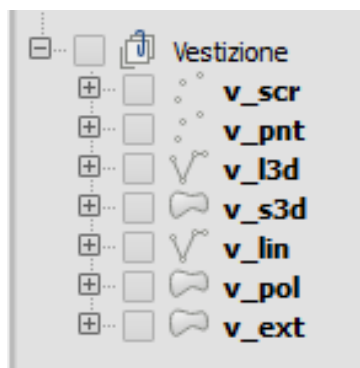 Vestizione
v_scr
v_pnt
v_l3d
v_s3d
v_lin
v_pol
v_ext